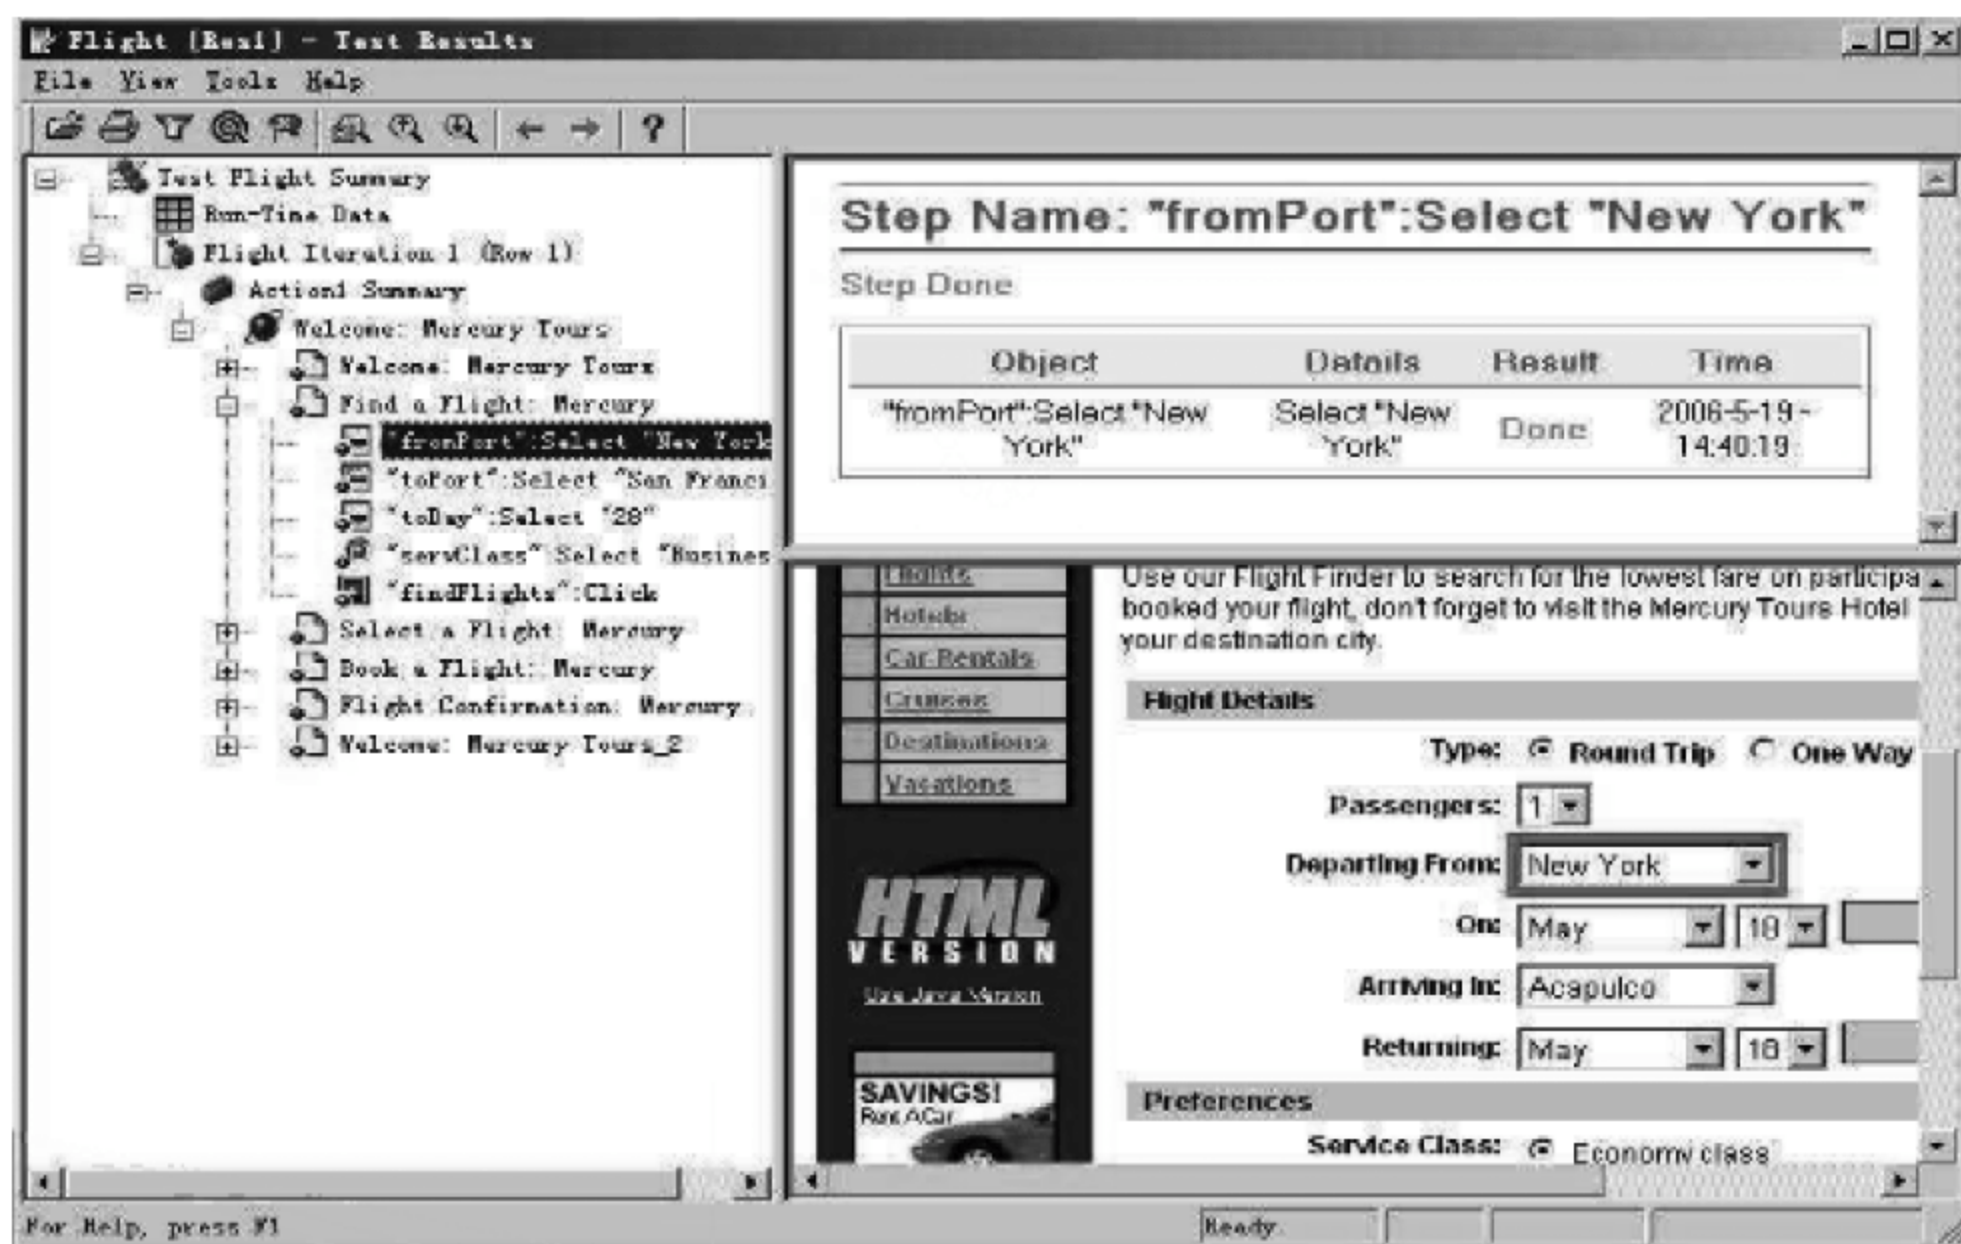 Flight [Res1] - Test Results
File View Tools Help
Test Flight Summary
Run-Time Data
Flight Iteration 1 (Row 1)
Action1 Summary
Welcome: Mercury Tours
Welcome: Mercury Tours
Find a Flight: Mercury
"fromPort":Select "New York
"toPort":Select "San Franci
"toDay":Select "28"
"servClass":Select "Busines
"findFlights":Click
Select a Flight: Mercury
Book a Flight: Mercury
Flight Confirmation: Mercury
Welcome: Mercury Tours_2
Step Name: "fromPort":Select "New York"
Step Done
Object Details Result Time
"fromPort":Select "New York" Select "New York" Done 2006-5-19 - 14:40:19
Flights
Hotels
Car Rentals
Cruises
Destinations
Vacations
HTML
VERSION
Use Java Version
SAVINGS!
Rent A Car
Use our Flight Finder to search for the lowest fare on participa
booked your flight, don't forget to visit the Mercury Tours Hotel
your destination city.
Flight Details
Type: Round Trip One Way
Passengers: 1
Departing From: New York
On: May 18
Arriving In: Acapulco
Returning: May 18
Preferences
Service Class: Economy class
For Help, press F1
Ready